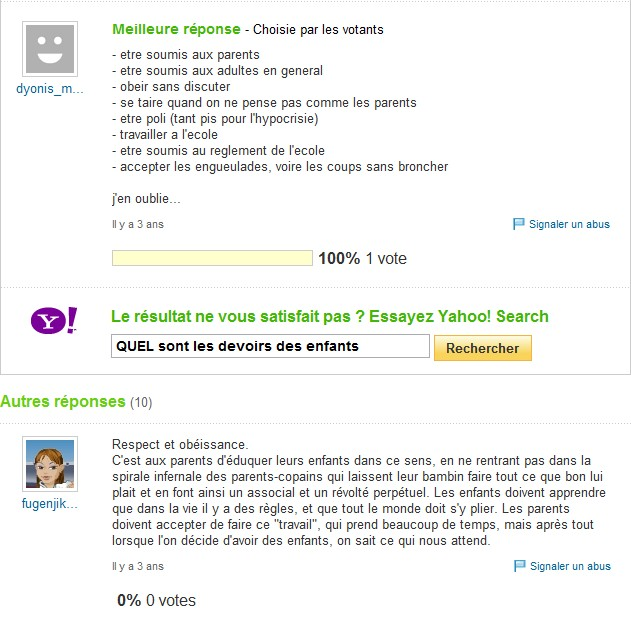 Meilleure réponse - Choisie par les votants
- etre soumis aux parents
- etre soumis aux adultes en general
- obeir sans discuter
- se taire quand on ne pense pas comme les parents
- etre poli (tant pis pour l'hypocrisie)
- travailler a l'ecole
- etre soumis au reglement de l'ecole
- accepter les engueulades, voire les coups sans broncher
j'en oublie...
dyonis_m...
Il y a 3 ans
Signaler un abus
100% 1 vote
Y!
Le résultat ne vous satisfait pas ? Essayez Yahoo! Search
QUEL sont les devoirs des enfants
Rechercher
Autres réponses (10)
fugenjik...
Respect et obéissance.
C'est aux parents d'éduquer leurs enfants dans ce sens, en ne rentrant pas dans la
spirale infernale des parents-copains qui laissent leur bambin faire tout ce que bon lui
plait et en font ainsi un associal et un révolté perpétuel. Les enfants doivent apprendre
que dans la vie il y a des règles, et que tout le monde doit s'y plier. Les parents
doivent accepter de faire ce "travail", qui prend beaucoup de temps, mais après tout
lorsque l'on décide d'avoir des enfants, on sait ce qui nous attend.
Il y a 3 ans
Signaler un abus
0% 0 votes